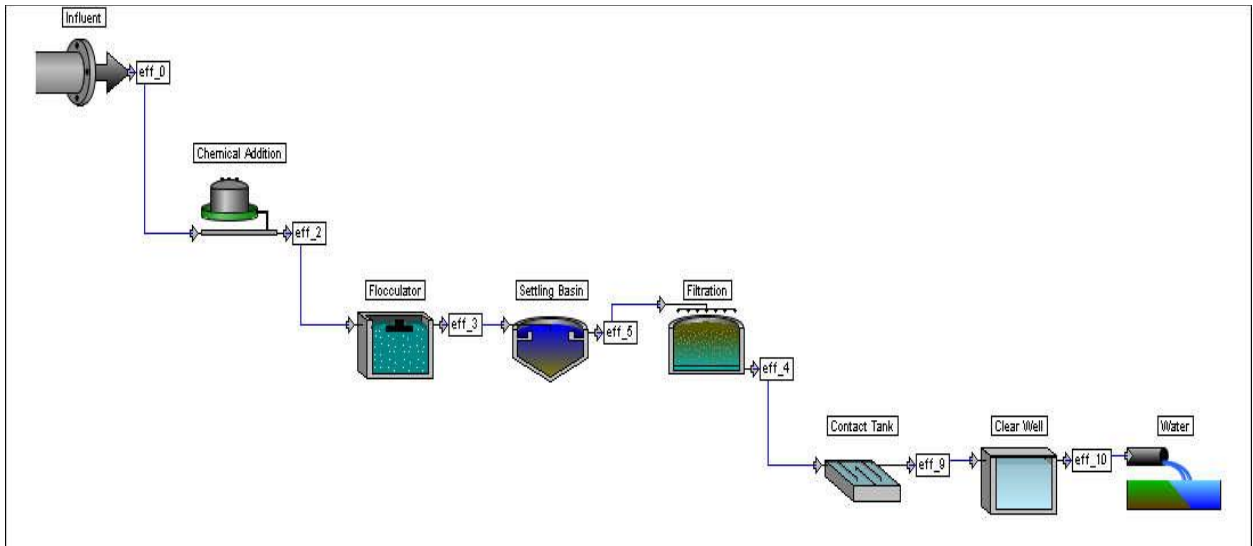 Influent
eff_0
Chemical Addition
eff_2
Flocculator
eff_3
Settling Basin
eff_5
Filtration
eff_4
Contact Tank
eff_9
Clear Well
eff_10
Water